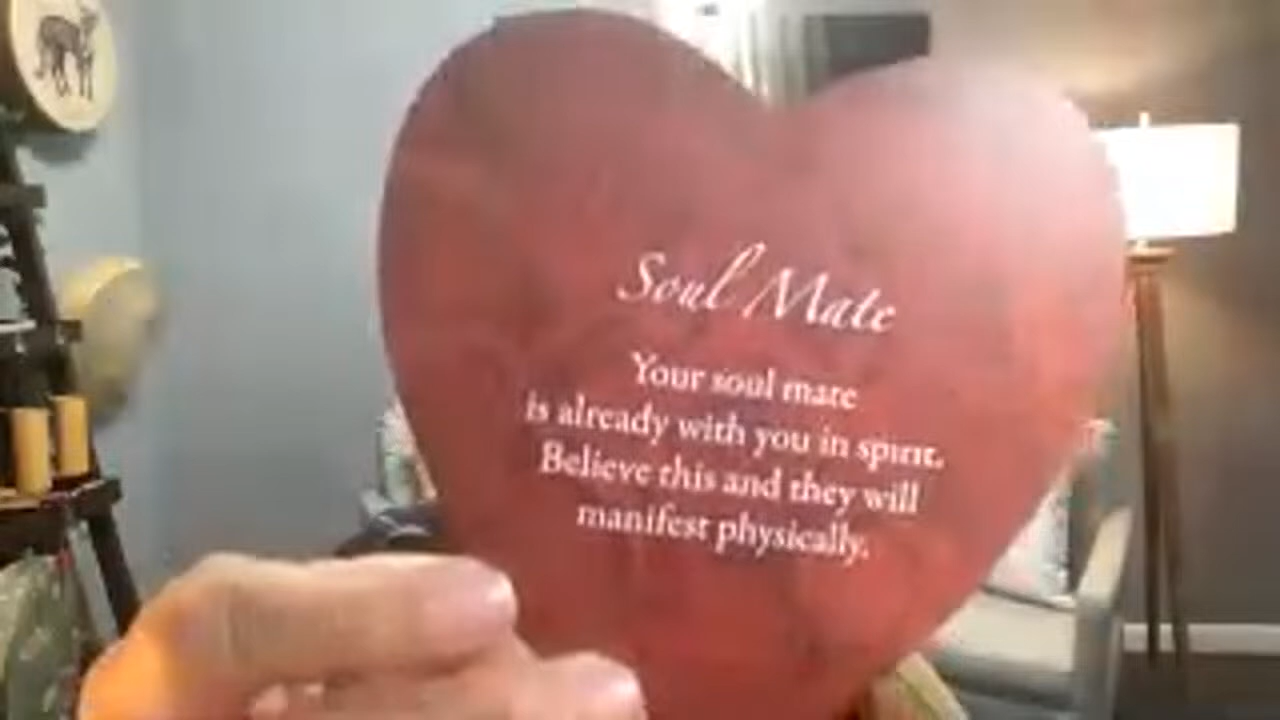 Soul Mate
Your soul mate
is already with you in spirit.
Believe this and they will
manifest physically.